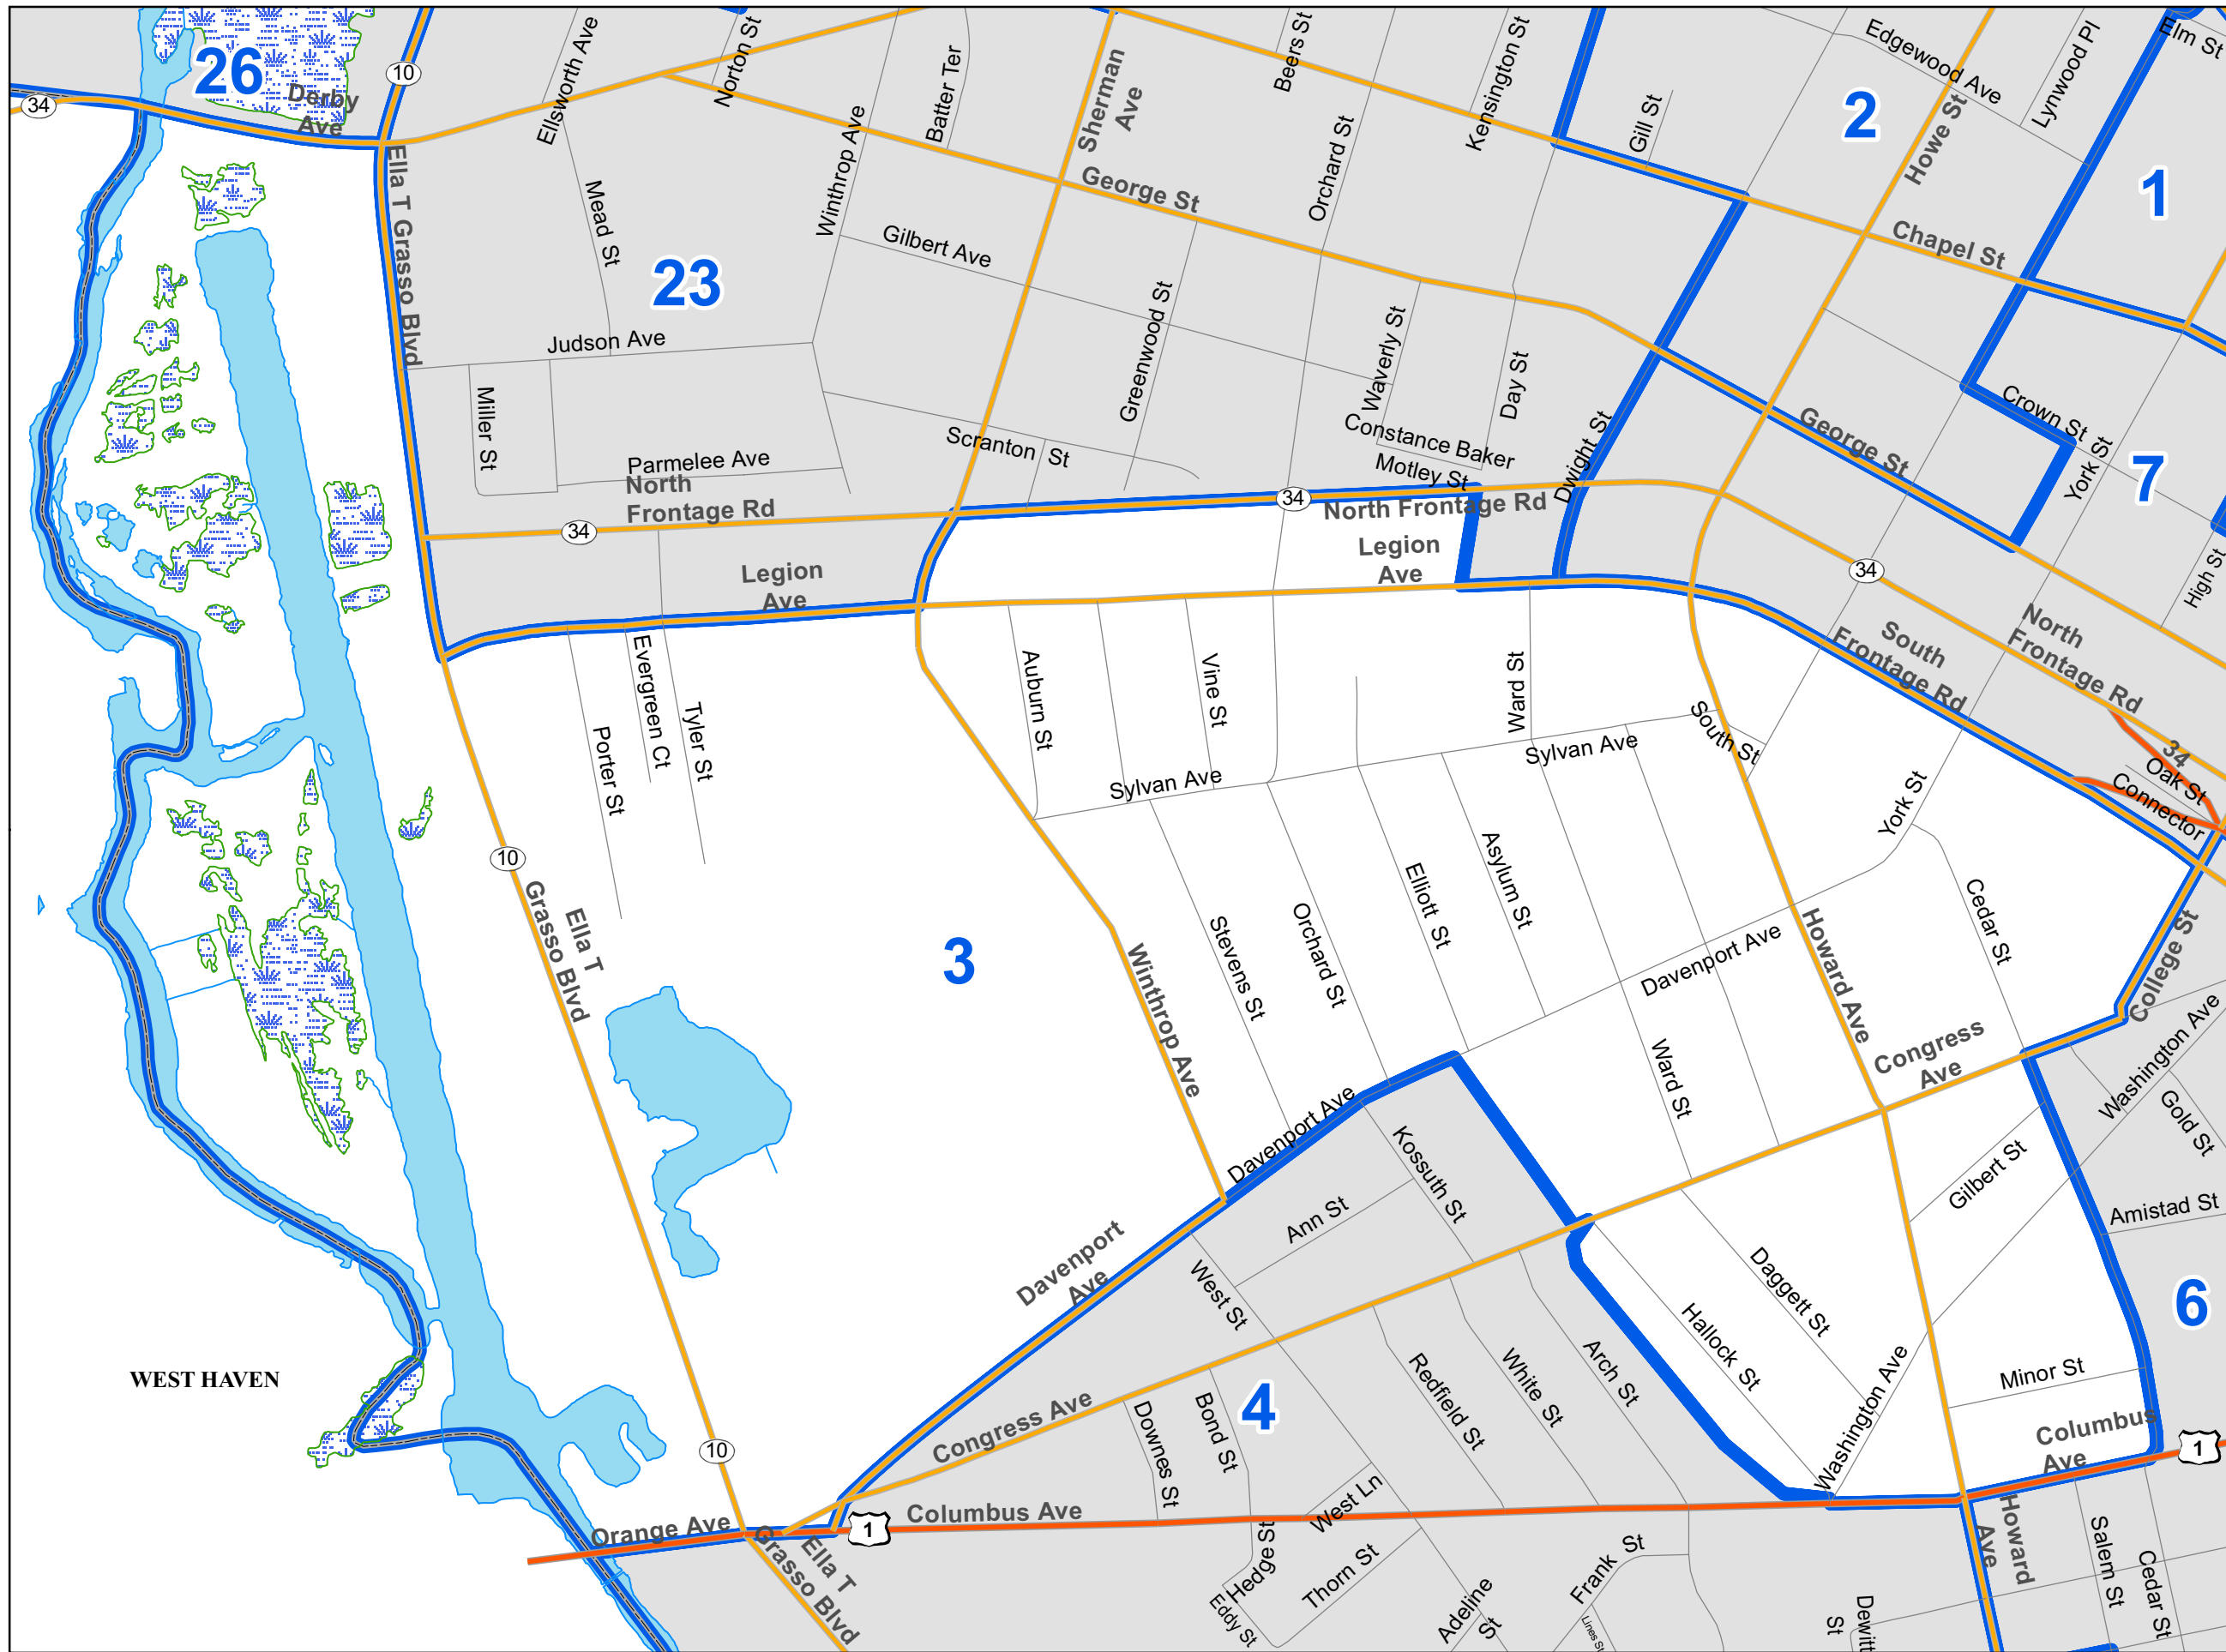 26
Derby
Ave
34
10
Ellsworth Ave
Norton St
Batter Ter
Winthrop Ave
Sherman
Ave
Beers St
Orchard St
Kensington St
Gill St
2
Edgewood Ave
Howe St
Lynwood Pl
Elm St
1
Chapel St
George St
Mead St
Ella T Grasso Blvd
23
Gilbert Ave
Judson Ave
Miller St
Greenwood St
Waverly St
Day St
Constance Baker
Motley St
Dwight St
George St
Crown St
York St
7
High St
Scranton St
Parmelee Ave
North
Frontage Rd
34
34
North Frontage Rd
Legion
Ave
Legion
Ave
34
South
Frontage Rd
North
Frontage Rd
34
Oak St
Connector
Evergreen Ct
Porter St
Tyler St
Auburn St
Vine St
Ward St
Sylvan Ave
Sylvan Ave
South St
York St
Cedar St
10
Ella T
Grasso Blvd
3
Winthrop Ave
Stevens St
Orchard St
Elliott St
Asylum St
Davenport Ave
Howard Ave
Ward St
Congress
Ave
College St
Washington Ave
Gold St
Gilbert St
Amistad St
Davenport Ave
Kossuth St
Ann St
Davenport
Ave
West St
Daggett St
Hallock St
6
WEST HAVEN
Congress Ave
Downes St
Bond St
4
Redfield St
White St
Arch St
Washington Ave
Minor St
Columbus
Ave
1
10
Orange Ave
1
Columbus Ave
Ella T
Grasso Blvd
West Ln
Hedge St
Thorn St
Eddy St
Adeline
St
Frank St
Lines St
Dewitt
St
Howard
Ave
Salem St
Cedar St